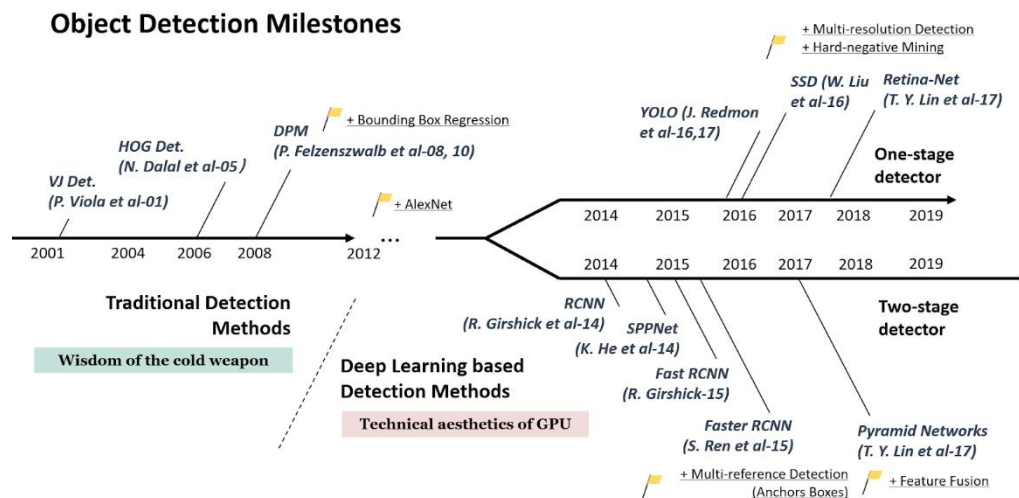 Object Detection Milestones
+ Multi-resolution Detection
+ Hard-negative Mining
SSD (W. Liu
et al-16)
Retina-Net
(T. Y. Lin et al-17)
YOLO (J. Redmon
et al-16,17)
+ Bounding Box Regression
DPM
(P. Felzenszwalb et al-08, 10)
HOG Det.
(N. Dalal et al-05)
VJ Det.
(P. Viola et al-01)
+ AlexNet
One-stage
detector
2014 2015 2016 2017 2018 2019
...
2001 2004 2006 2008 2012
2014 2015 2016 2017 2018 2019
Two-stage
detector
Traditional Detection
Methods
Wisdom of the cold weapon
Deep Learning based
Detection Methods
Technical aesthetics of GPU
RCNN
(R. Girshick et al-14)
SPPNet
(K. He et al-14)
Fast RCNN
(R. Girshick-15)
Faster RCNN
(S. Ren et al-15)
+ Multi-reference Detection
(Anchors Boxes)
Pyramid Networks
(T. Y. Lin et al-17)
+ Feature Fusion